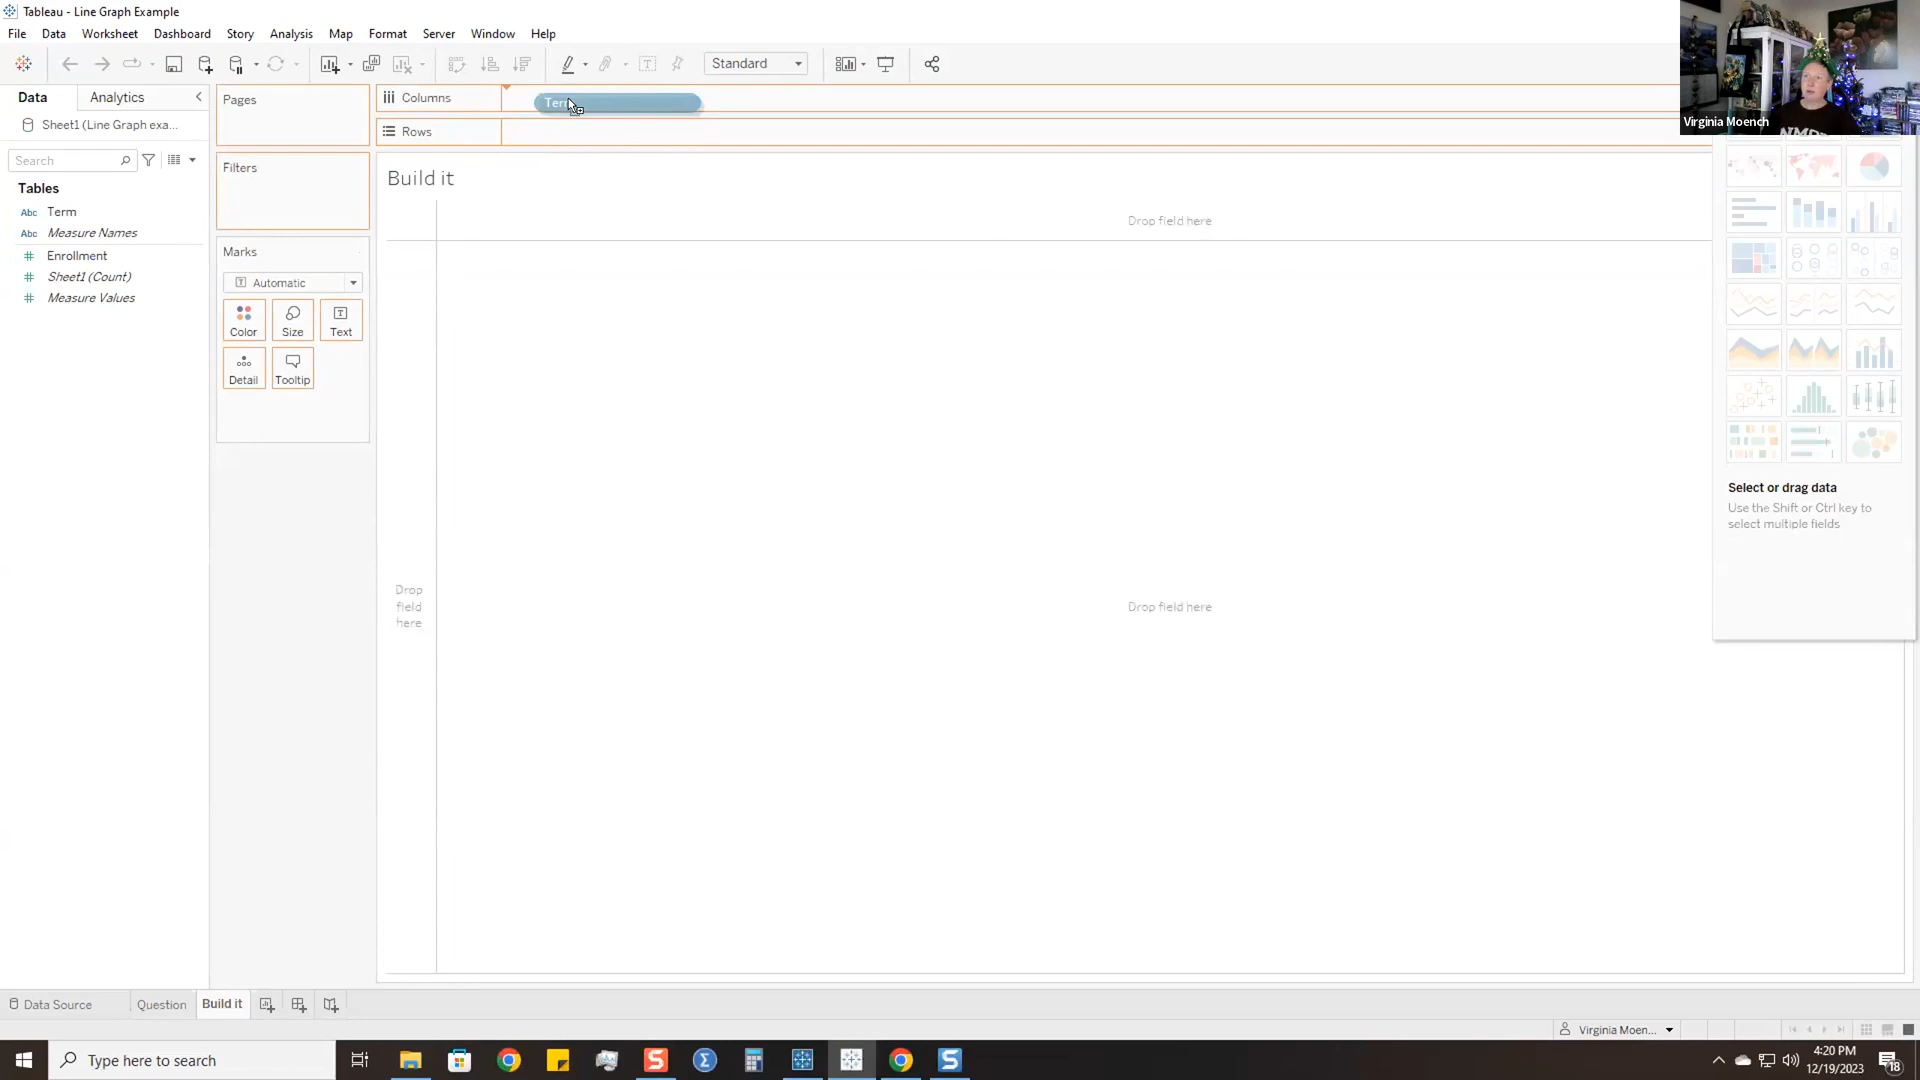 Tableau - Line Graph Example
File Data Worksheet Dashboard Story Analysis Map Format Server Window Help
Standard
Virginia Moench
Data Analytics
Sheet1 (Line Graph exa...
Search
Tables
Abc Term
Abc Measure Names
# Enrollment
# Sheet1 (Count)
# Measure Values
Pages
Filters
Marks
Automatic
Color Size Text
Detail Tooltip
Columns
Rows
Build it
Drop field here
Drop
field
here
Drop field here
Select or drag data
Use the Shift or Ctrl key to
select multiple fields
Data Source Question Build it
Virginia Moen...
Type here to search
4:20 PM
12/19/2023
18